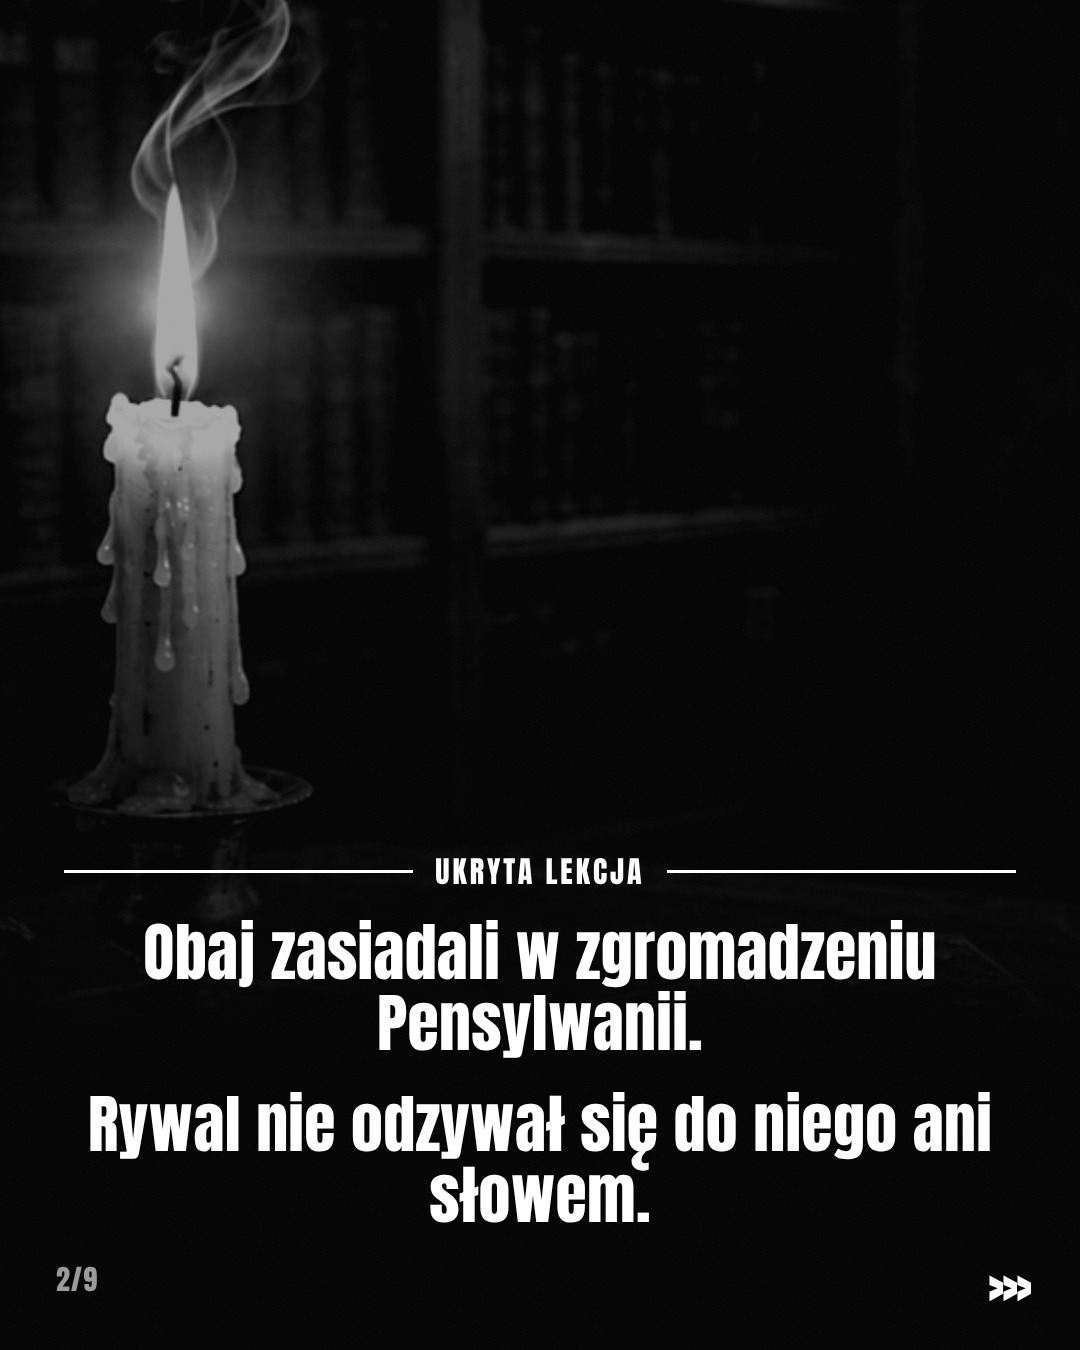 UKRYTA LEKCJA
Obaj zasiadali w zgromadzeniu
Pensylwanii.
Rywal nie odzywał się do niego ani
słowem.
2/9
>>>